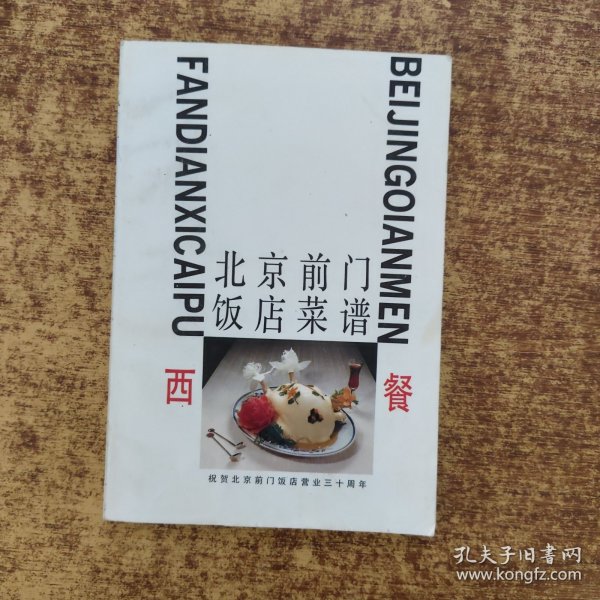 BEIJINGOIANMEN
FANDIANXICAIPU
北京前门
饭店菜谱
西餐
祝贺北京前门饭店营业三十周年
孔夫子旧书网
www.kongfz.com